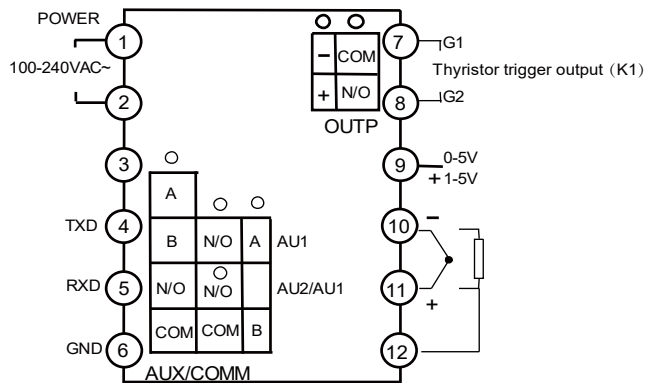 POWER
1
100-240VAC~
2
3
TXD 4
RXD 5
GND 6
− COM
+ N/O
OUTP
7 G1
Thyristor trigger output（K1）
8 G2
9 0-5V
+ 1-5V
10 −
11 +
12
A
B N/O A AU1
N/O N/O AU2/AU1
COM COM B
AUX/COMM